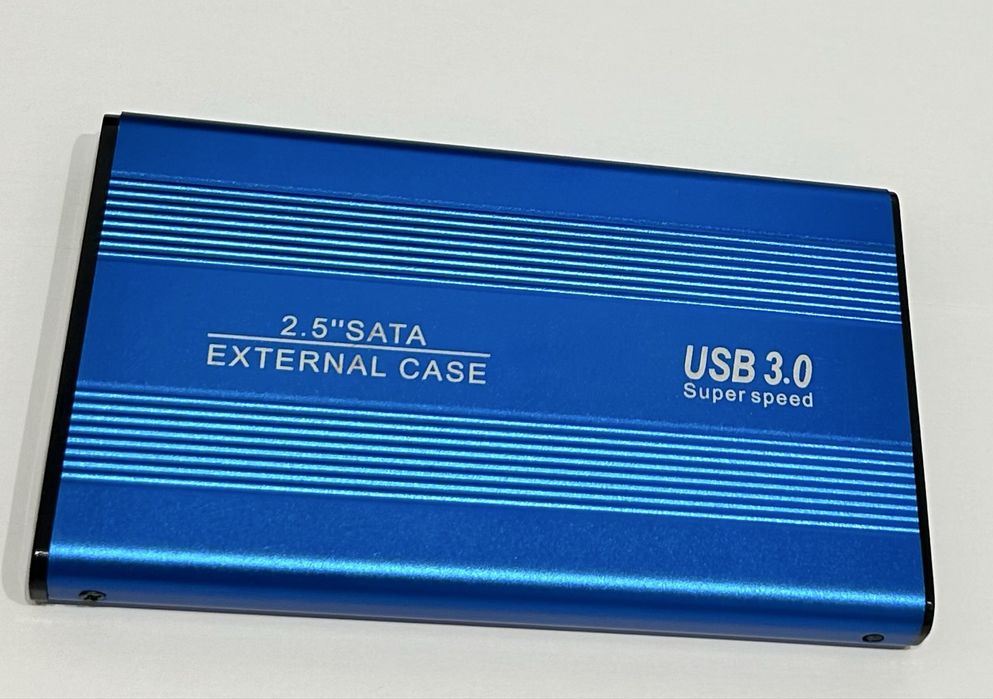 2.5"SATA
EXTERNAL CASE
USB 3.0
Super speed